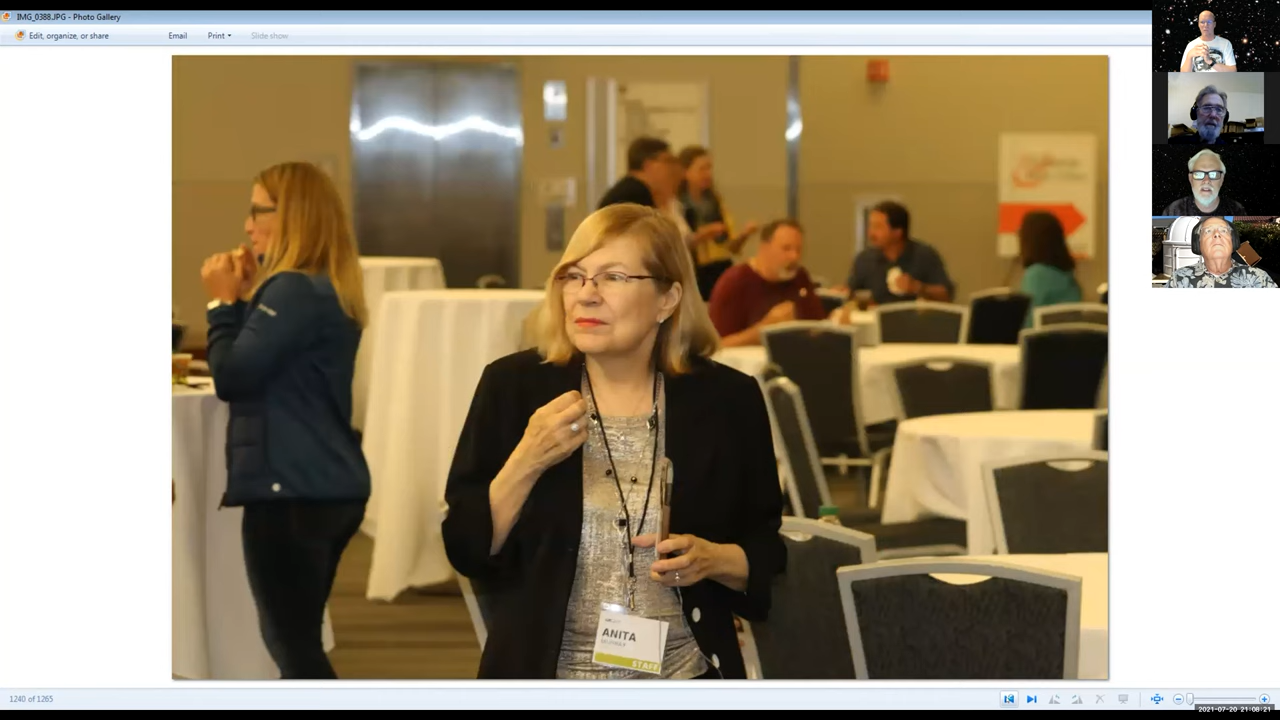 IMG_0388.JPG - Photo Gallery
Edit, organize, or share
Email
Print
Slide show
ANITA
STAFF
1240 of 1265
2021-07-20 21:08:21